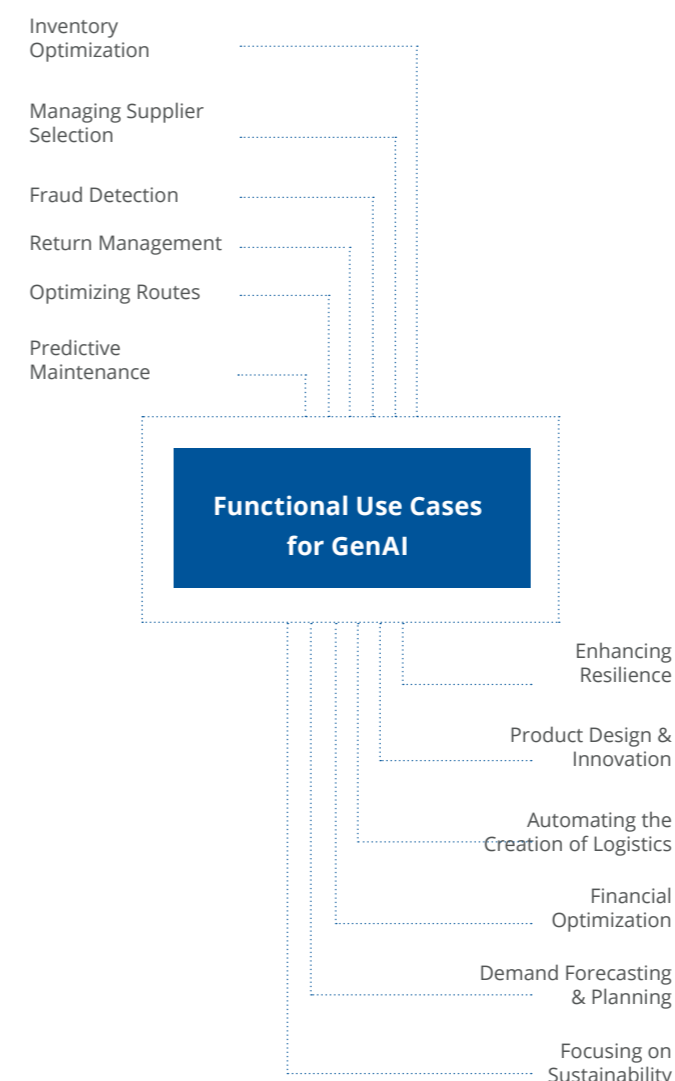 Inventory
Optimization
Managing Supplier
Selection
Fraud Detection
Return Management
Optimizing Routes
Predictive
Maintenance
Functional Use Cases
for GenAI
Enhancing
Resilience
Product Design &
Innovation
Automating the
Creation of Logistics
Financial
Optimization
Demand Forecasting
& Planning
Focusing on
Sustainability